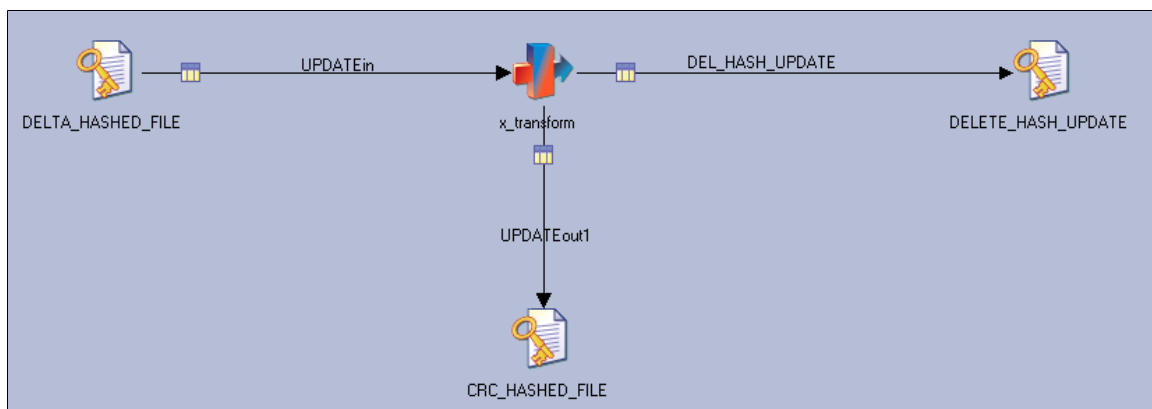 UPDATEin
DEL_HASH_UPDATE
DELTA_HASHED_FILE
x_transform
DELETE_HASH_UPDATE
UPDATEout1
CRC_HASHED_FILE